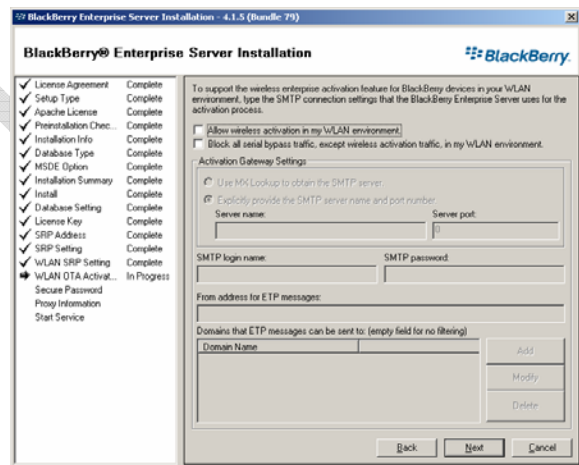 BlackBerry Enterprise Server Installation - 4.1.5 (Bundle 79)
BlackBerry® Enterprise Server Installation
BlackBerry.
License Agreement Complete
Setup Type Complete
Apache License Complete
Preinstallation Chec... Complete
Installation Info Complete
Database Type Complete
MSDE Option Complete
Installation Summary Complete
Install Complete
Database Setting Complete
License Key Complete
SRP Address Complete
SRP Setting Complete
WLAN SRP Setting Complete
WLAN OTA Activat... In Progress
Secure Password
Proxy Information
Start Service
To support the wireless enterprise activation feature for BlackBerry devices in your WLAN
environment, type the SMTP connection settings that the BlackBerry Enterprise Server uses for the
activation process.
Allow wireless activation in my WLAN environment.
Block all serial bypass traffic, except wireless activation traffic, in my WLAN environment.
Activation Gateway Settings
Use MX Lookup to obtain the SMTP server.
Explicitly provide the SMTP server name and port number.
Server name: Server port:
0
SMTP login name: SMTP password:
From address for ETP messages:
Domains that ETP messages can be sent to: (empty field for no filtering)
Domain Name
Add
Modify
Delete
Back Next Cancel